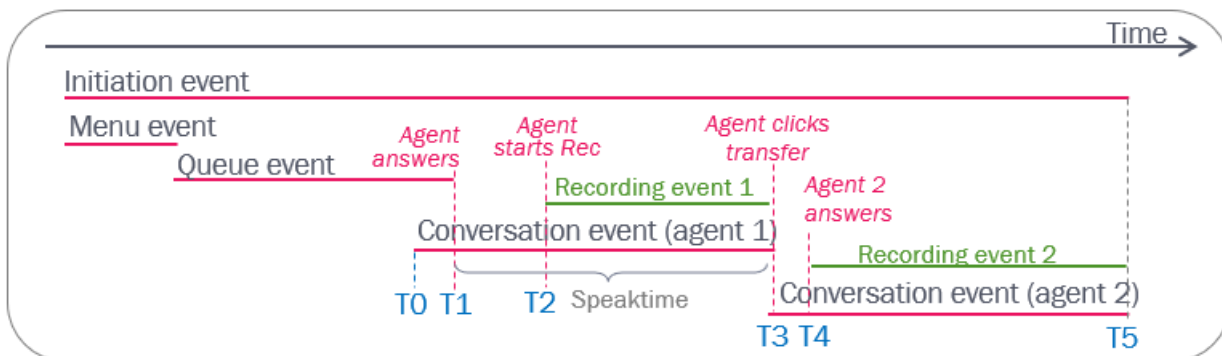 Time
Initiation event
Menu event
Agent
answers
Agent
starts Rec
Agent clicks
transfer
Queue event
Recording event 1
Agent 2
answers
Conversation event (agent 1)
Recording event 2
T0 T1 T2 Speaktime
Conversation event (agent 2)
T3 T4 T5